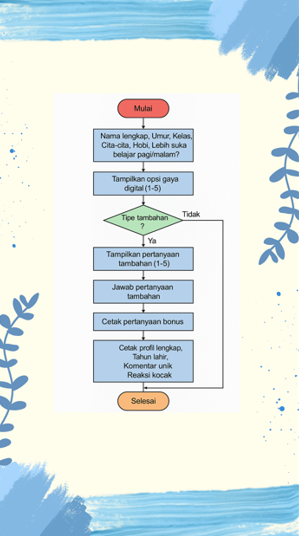 Mulai
Nama lengkap, Umur, Kelas,
Cita-cita, Hobi, Lebih suka
belajar pagi/malam?
Tampilkan opsi gaya
digital (1-5)
Tipe tambahan
?
Tidak
Ya
Tampilkan pertanyaan
tambahan (1-5)
Jawab pertanyaan
tambahan
Cetak pertanyaan bonus
Cetak profil lengkap,
Tahun lahir,
Komentar unik
Reaksi kocak
Selesai